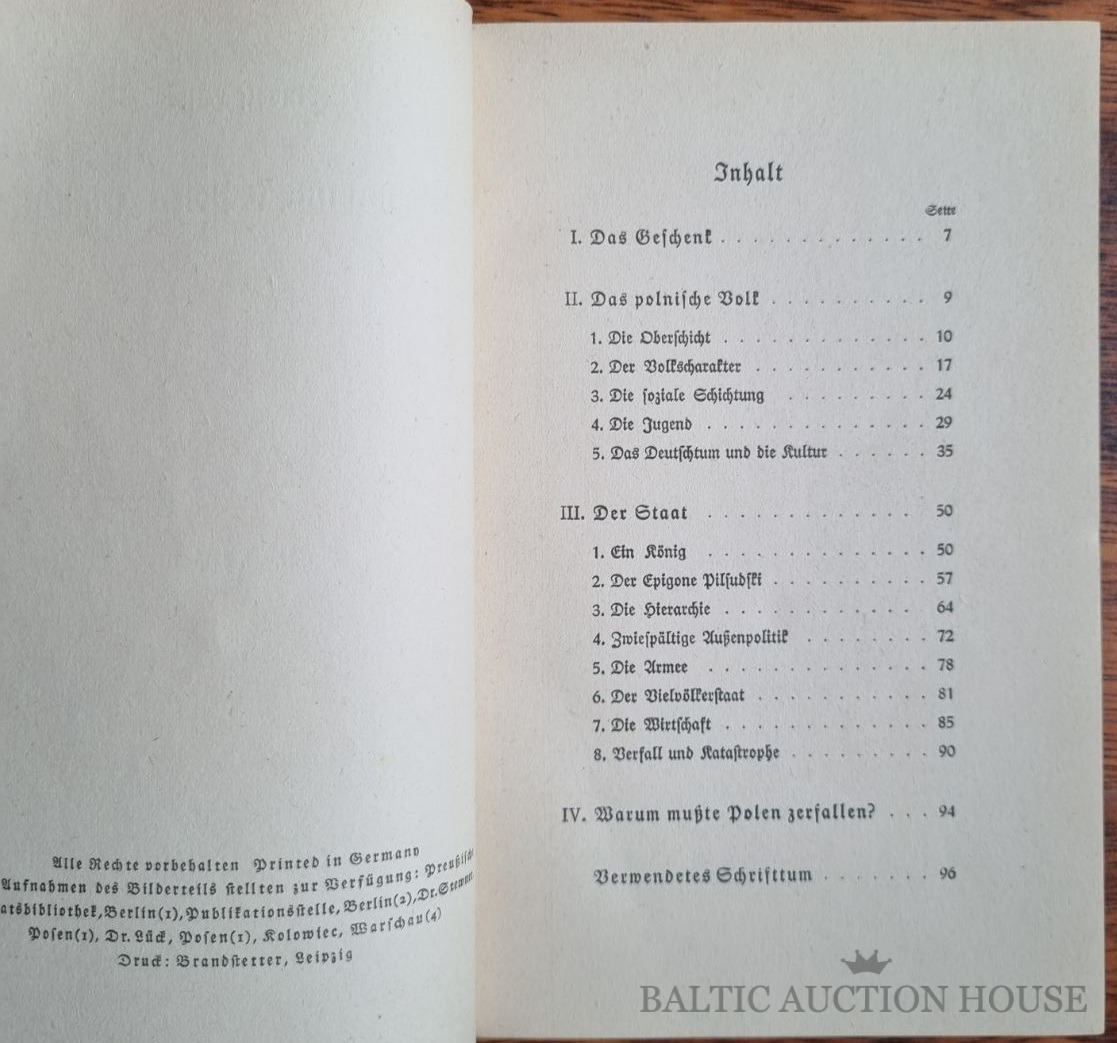 Alle Rechte vorbehalten Printed in Germany
Aufnahmen des Bilderteils stellten zur Verfügung: Preußische
atsbibliothek, Berlin(1), Publikationsstelle, Berlin(2), Dr.
Posen(1), Dr. Lück, Posen(1), Kolowiec, Warschau(4)
Druck: Brandstetter, Leipzig
Inhalt
Seite
I. Das Geschenk . . . . . . . . . . . . . 7
II. Das polnische Volk . . . . . . . . . . 9
1. Die Oberschicht . . . . . . . . . . . . . 10
2. Der Volkscharakter . . . . . . . . . . . 17
3. Die soziale Schichtung . . . . . . . . . 24
4. Die Jugend . . . . . . . . . . . . . . 29
5. Das Deutschtum und die Kultur . . . . . . 35
III. Der Staat . . . . . . . . . . . . . 50
1. Ein König . . . . . . . . . . . . . . 50
2. Der Epigone Pilsudski . . . . . . . . . . 57
3. Die Hierarchie . . . . . . . . . . . . 64
4. Zwiespältige Außenpolitik . . . . . . . . 72
5. Die Armee . . . . . . . . . . . . . . 78
6. Der Vielvölkerstaat . . . . . . . . . . . 81
7. Die Wirtschaft . . . . . . . . . . . . . 85
8. Verfall und Katastrophe . . . . . . . . . 90
IV. Warum mußte Polen zerfallen? . . . 94
Verwendetes Schrifttum . . . . . . . 96
BALTIC AUCTION HOUSE